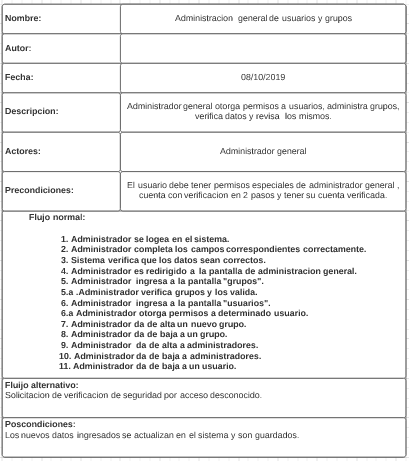 Nombre: Administracion general de usuarios y grupos
Autor:
Fecha: 08/10/2019
Descripcion: Administrador general otorga permisos a usuarios, administra grupos,
verifica datos y revisa los mismos.
Actores: Administrador general
Precondiciones: El usuario debe tener permisos especiales de administrador general ,
cuenta con verificacion en 2 pasos y tener su cuenta verificada.
Flujo normal:
1. Administrador se logea en el sistema.
2. Administrador completa los campos correspondientes correctamente.
3. Sistema verifica que los datos sean correctos.
4. Administrador es redirigido a la pantalla de administracion general.
5. Administrador ingresa a la pantalla "grupos".
5.a .Administrador verifica grupos y los valida.
6. Administrador ingresa a la pantalla "usuarios".
6.a Administrador otorga permisos a determinado usuario.
7. Administrador da de alta un nuevo grupo.
8. Administrador da de baja a un grupo.
9. Administrador da de alta a administradores.
10. Administrador da de baja a administradores.
11. Administrador da de baja a un usuario.
Fluijo alternativo:
Solicitacion de verificacion de seguridad por acceso desconocido.
Poscondiciones:
Los nuevos datos ingresados se actualizan en el sistema y son guardados.